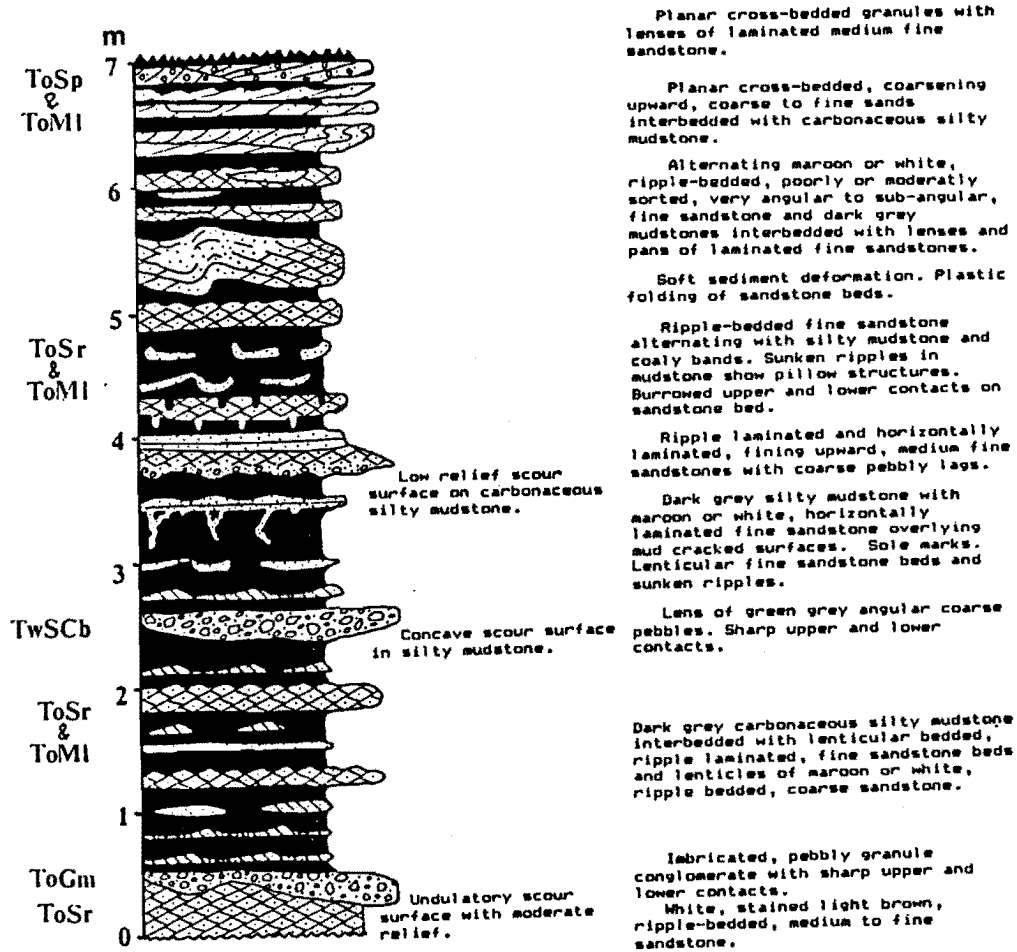 m
7
6
5
4
3
2
1
0
ToSp
&
ToMl
ToSr
&
ToMl
TwSCb
ToSr
&
ToMl
ToGm
ToSr
Low relief scour
surface on carbonaceous
silty mudstone.
Concave scour surface
in silty mudstone.
Undulatory scour
surface with moderate
relief.
Planar cross-bedded granules with
lenses of laminated medium fine
sandstone.
Planar cross-bedded, coarsening
upward, coarse to fine sands
interbedded with carbonaceous silty
mudstone.
Alternating maroon or white,
ripple-bedded, poorly or moderatly
sorted, very angular to sub-angular,
fine sandstone and dark grey
mudstones interbedded with lenses and
pans of laminated fine sandstones.
Soft sediment deformation. Plastic
folding of sandstone beds.
Ripple-bedded fine sandstone
alternating with silty mudstone and
coaly bands. Sunken ripples in
mudstone show pillow structures.
Burrowed upper and lower contacts on
sandstone bed.
Ripple laminated and horizontally
laminated, fining upward, medium fine
sandstones with coarse pebbly lags.
Dark grey silty mudstone with
maroon or white, horizontally
laminated fine sandstone overlying
mud cracked surfaces. Sole marks.
Lenticular fine sandstone beds and
sunken ripples.
Lens of green grey angular coarse
pebbles. Sharp upper and lower
contacts.
Dark grey carbonaceous silty mudstone
interbedded with lenticular bedded,
ripple laminated, fine sandstone beds
and lenticles of maroon or white,
ripple bedded, coarse sandstone.
Imbricated, pebbly granule
conglomerate with sharp upper and
lower contacts.
White, stained light brown,
ripple-bedded, medium to fine
sandstone.